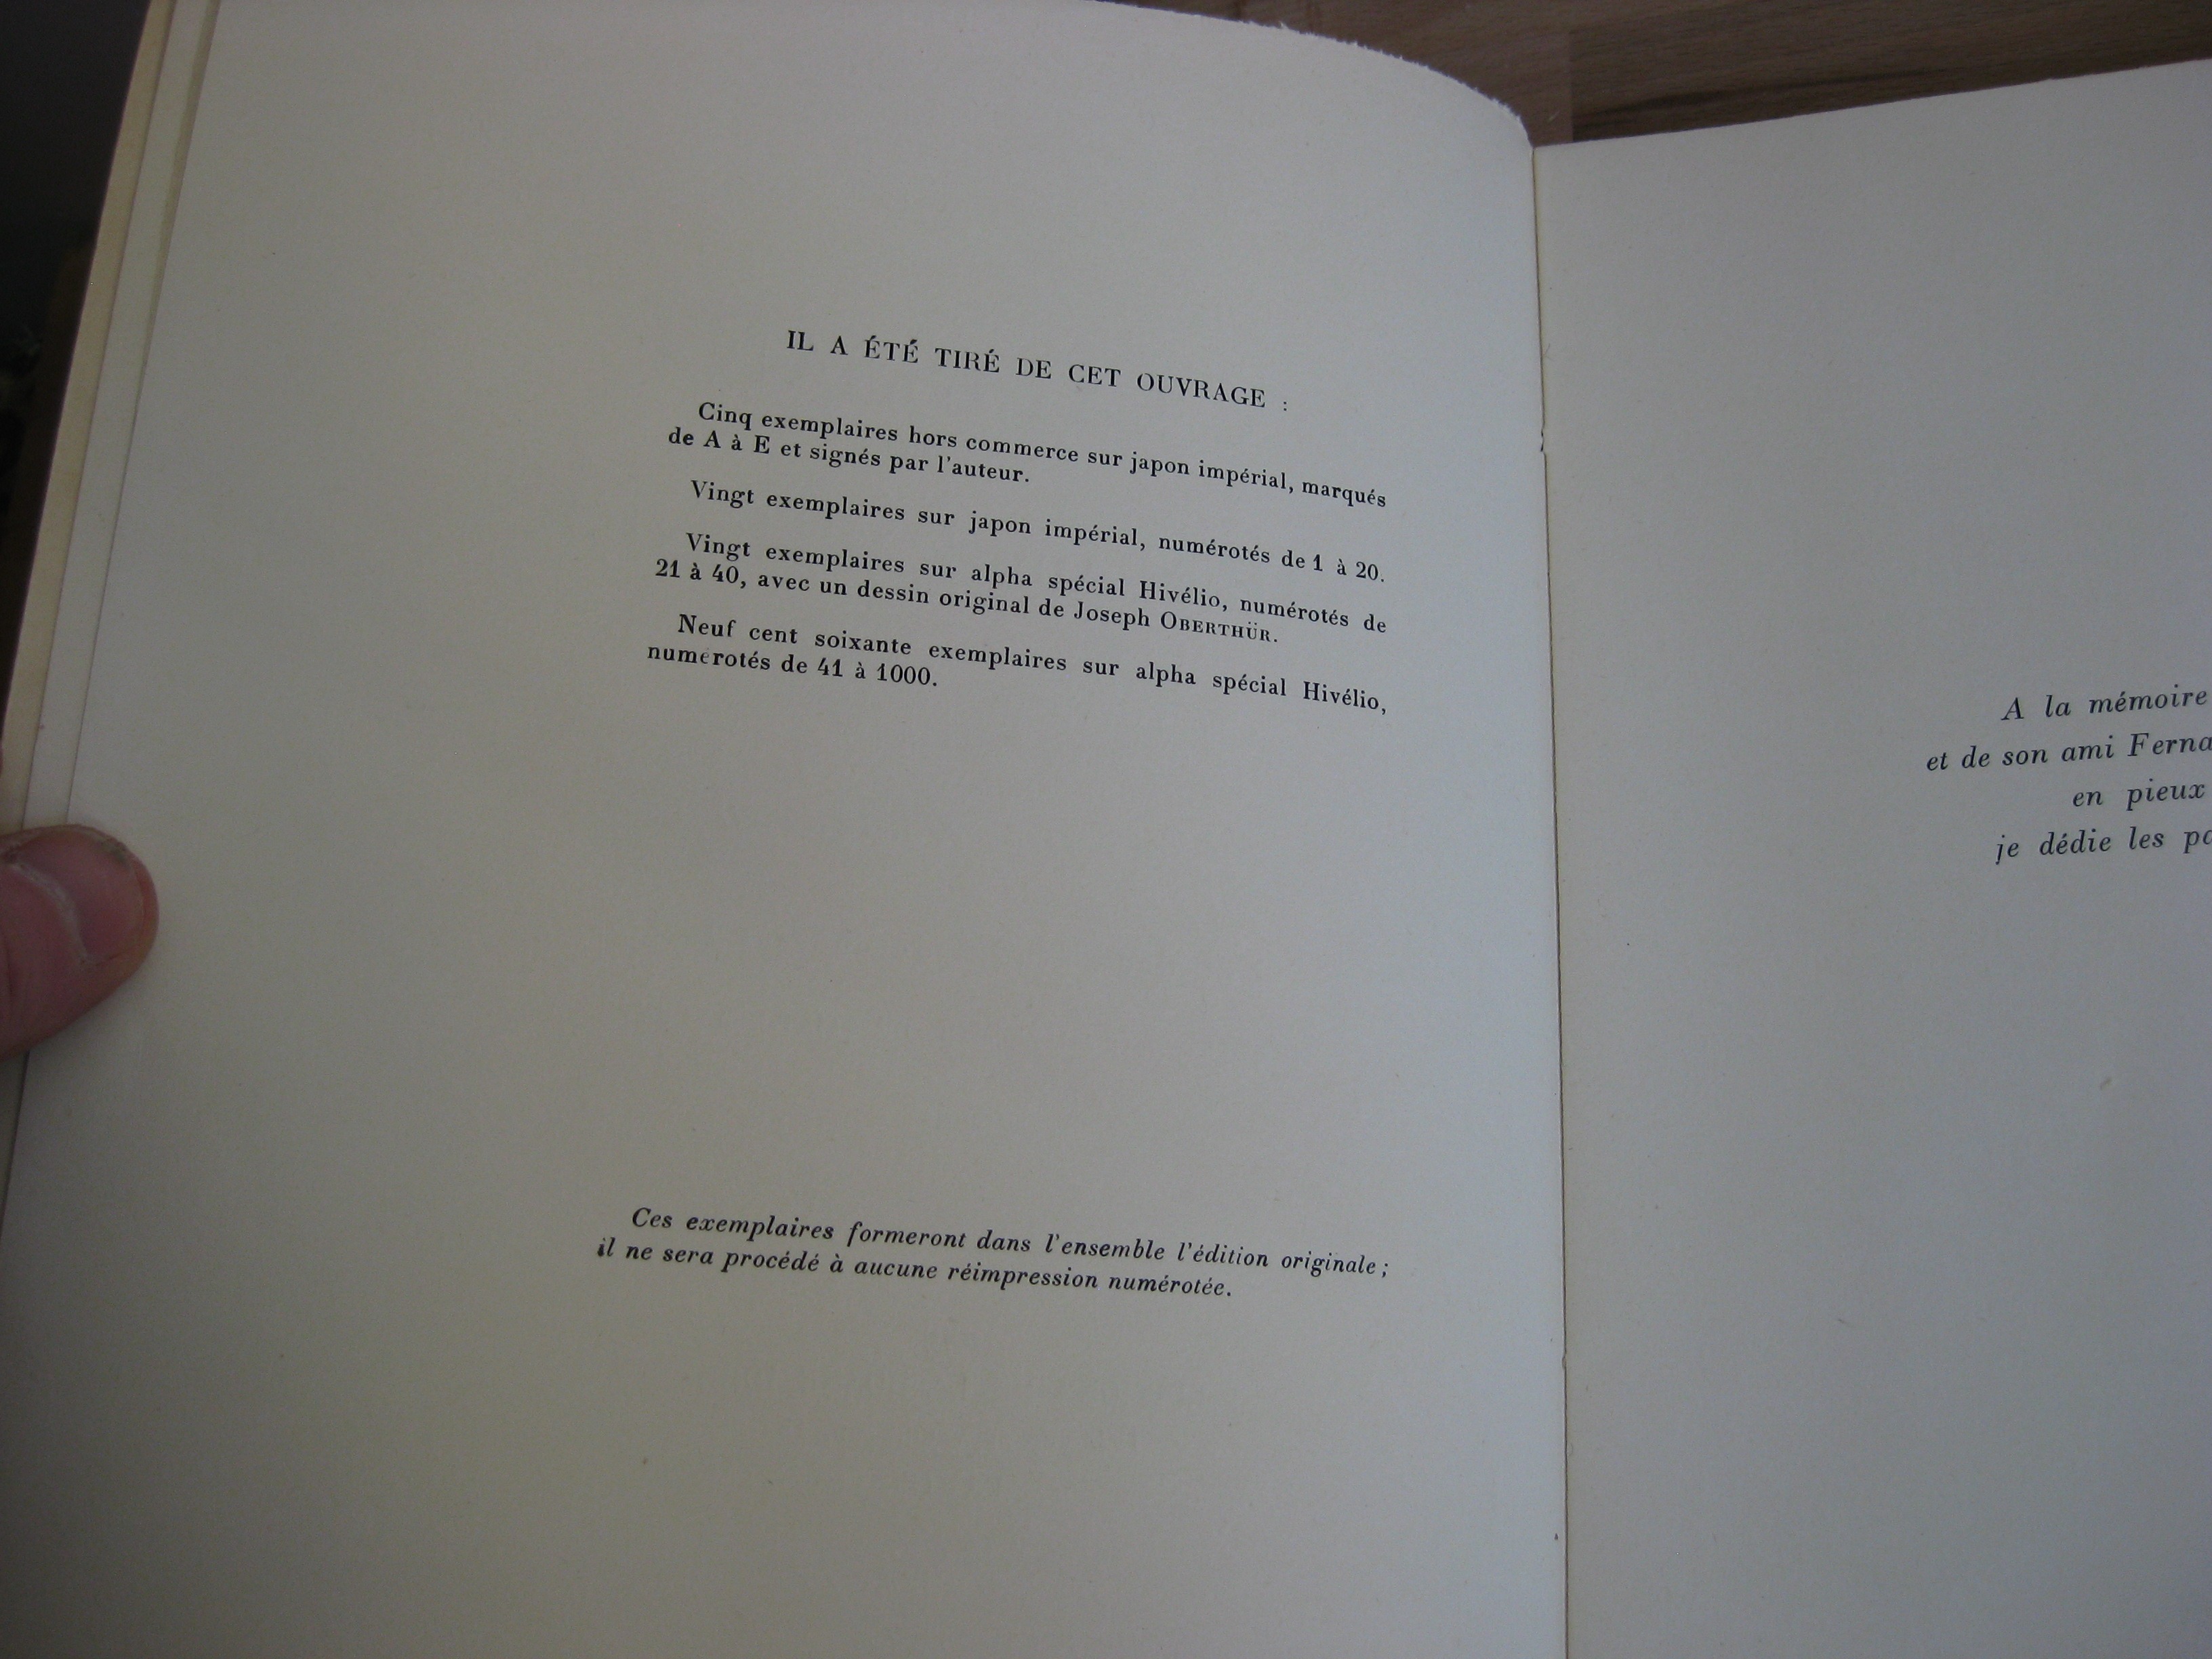 IL A ÉTÉ TIRÉ DE CET OUVRAGE :
Cinq exemplaires hors commerce sur japon impérial, marqués
de A à E et signés par l'auteur.
Vingt exemplaires sur japon impérial, numérotés de 1 à 20.
Vingt exemplaires sur alpha spécial Hivélio, numérotés de
21 à 40, avec un dessin original de Joseph OBERTHÜR.
Neuf cent soixante exemplaires sur alpha spécial Hivélio,
numérotés de 41 à 1000.
Ces exemplaires formeront dans l'ensemble l'édition originale ;
il ne sera procédé à aucune réimpression numérotée.
A la mémoire
et de son ami
en pieux
je dédie les